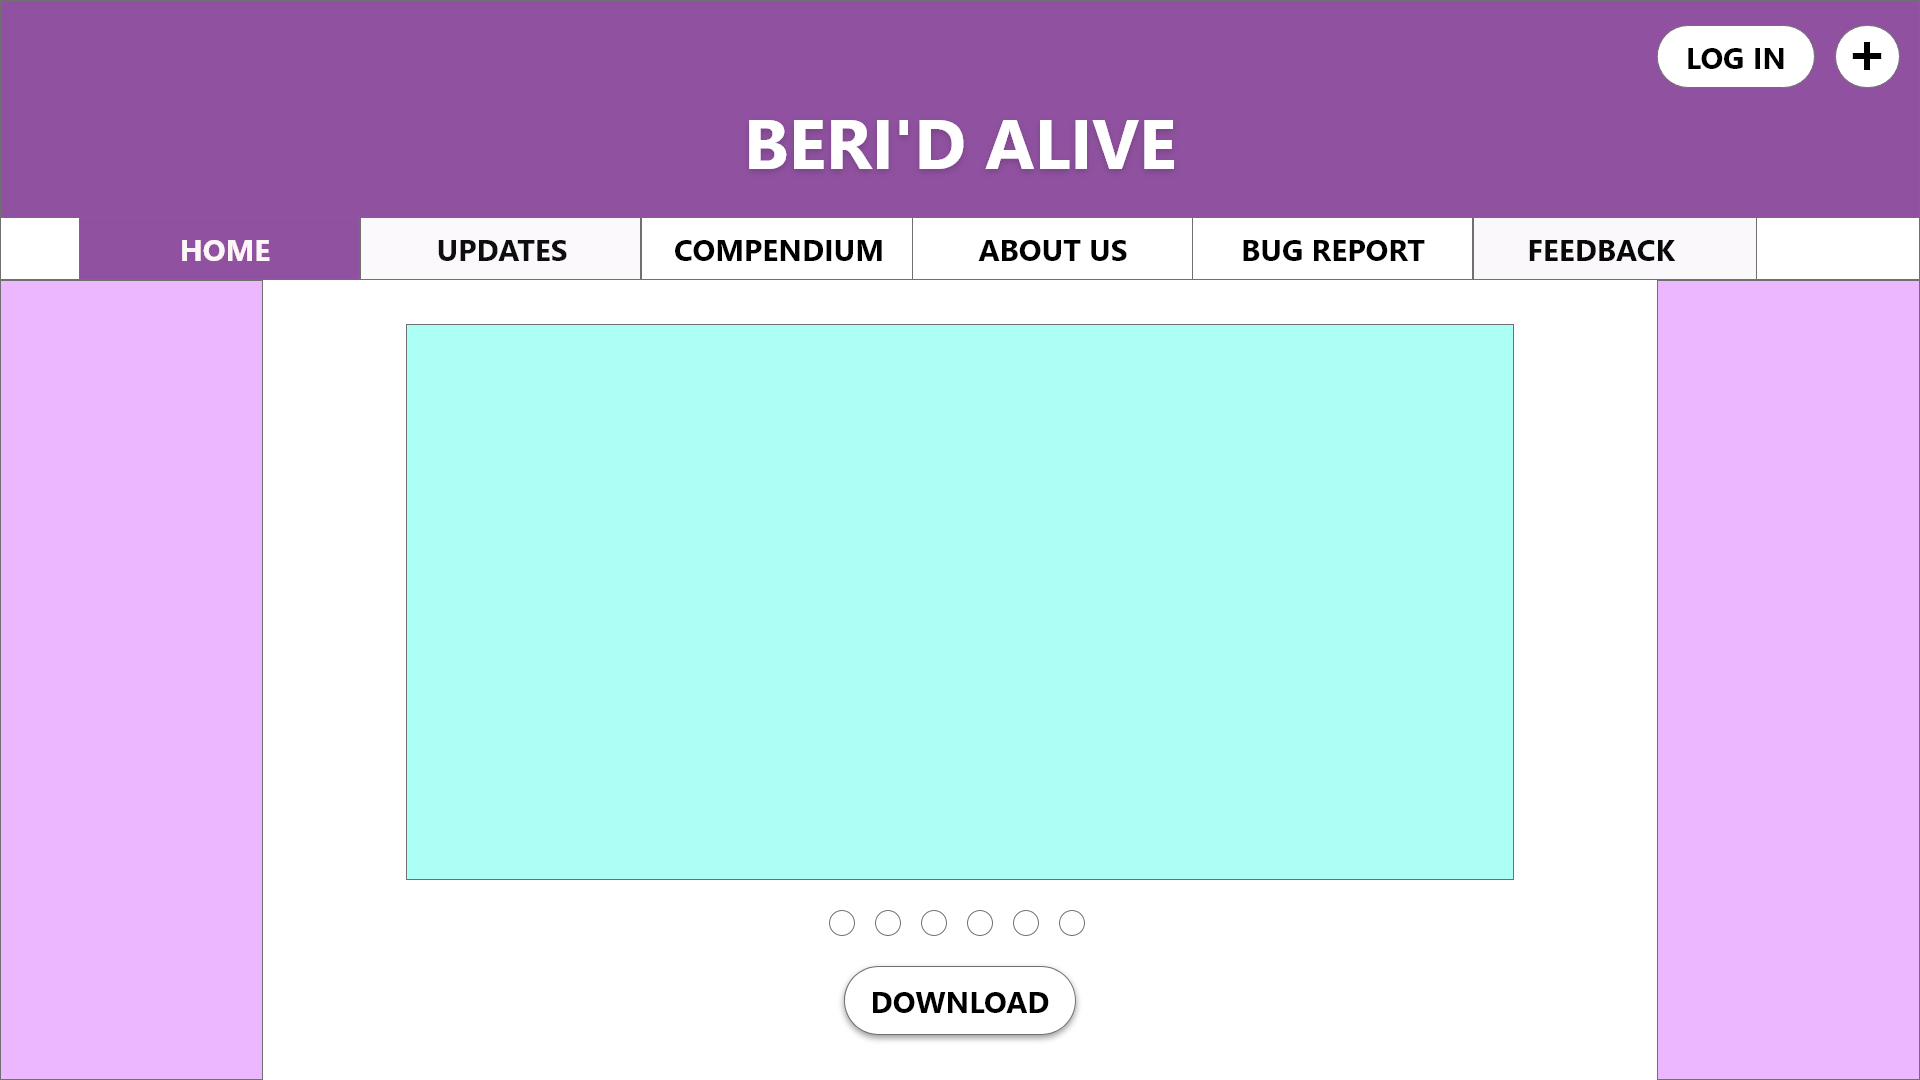 LOG IN +
BERI'D ALIVE
HOME UPDATES COMPENDIUM ABOUT US BUG REPORT FEEDBACK
DOWNLOAD